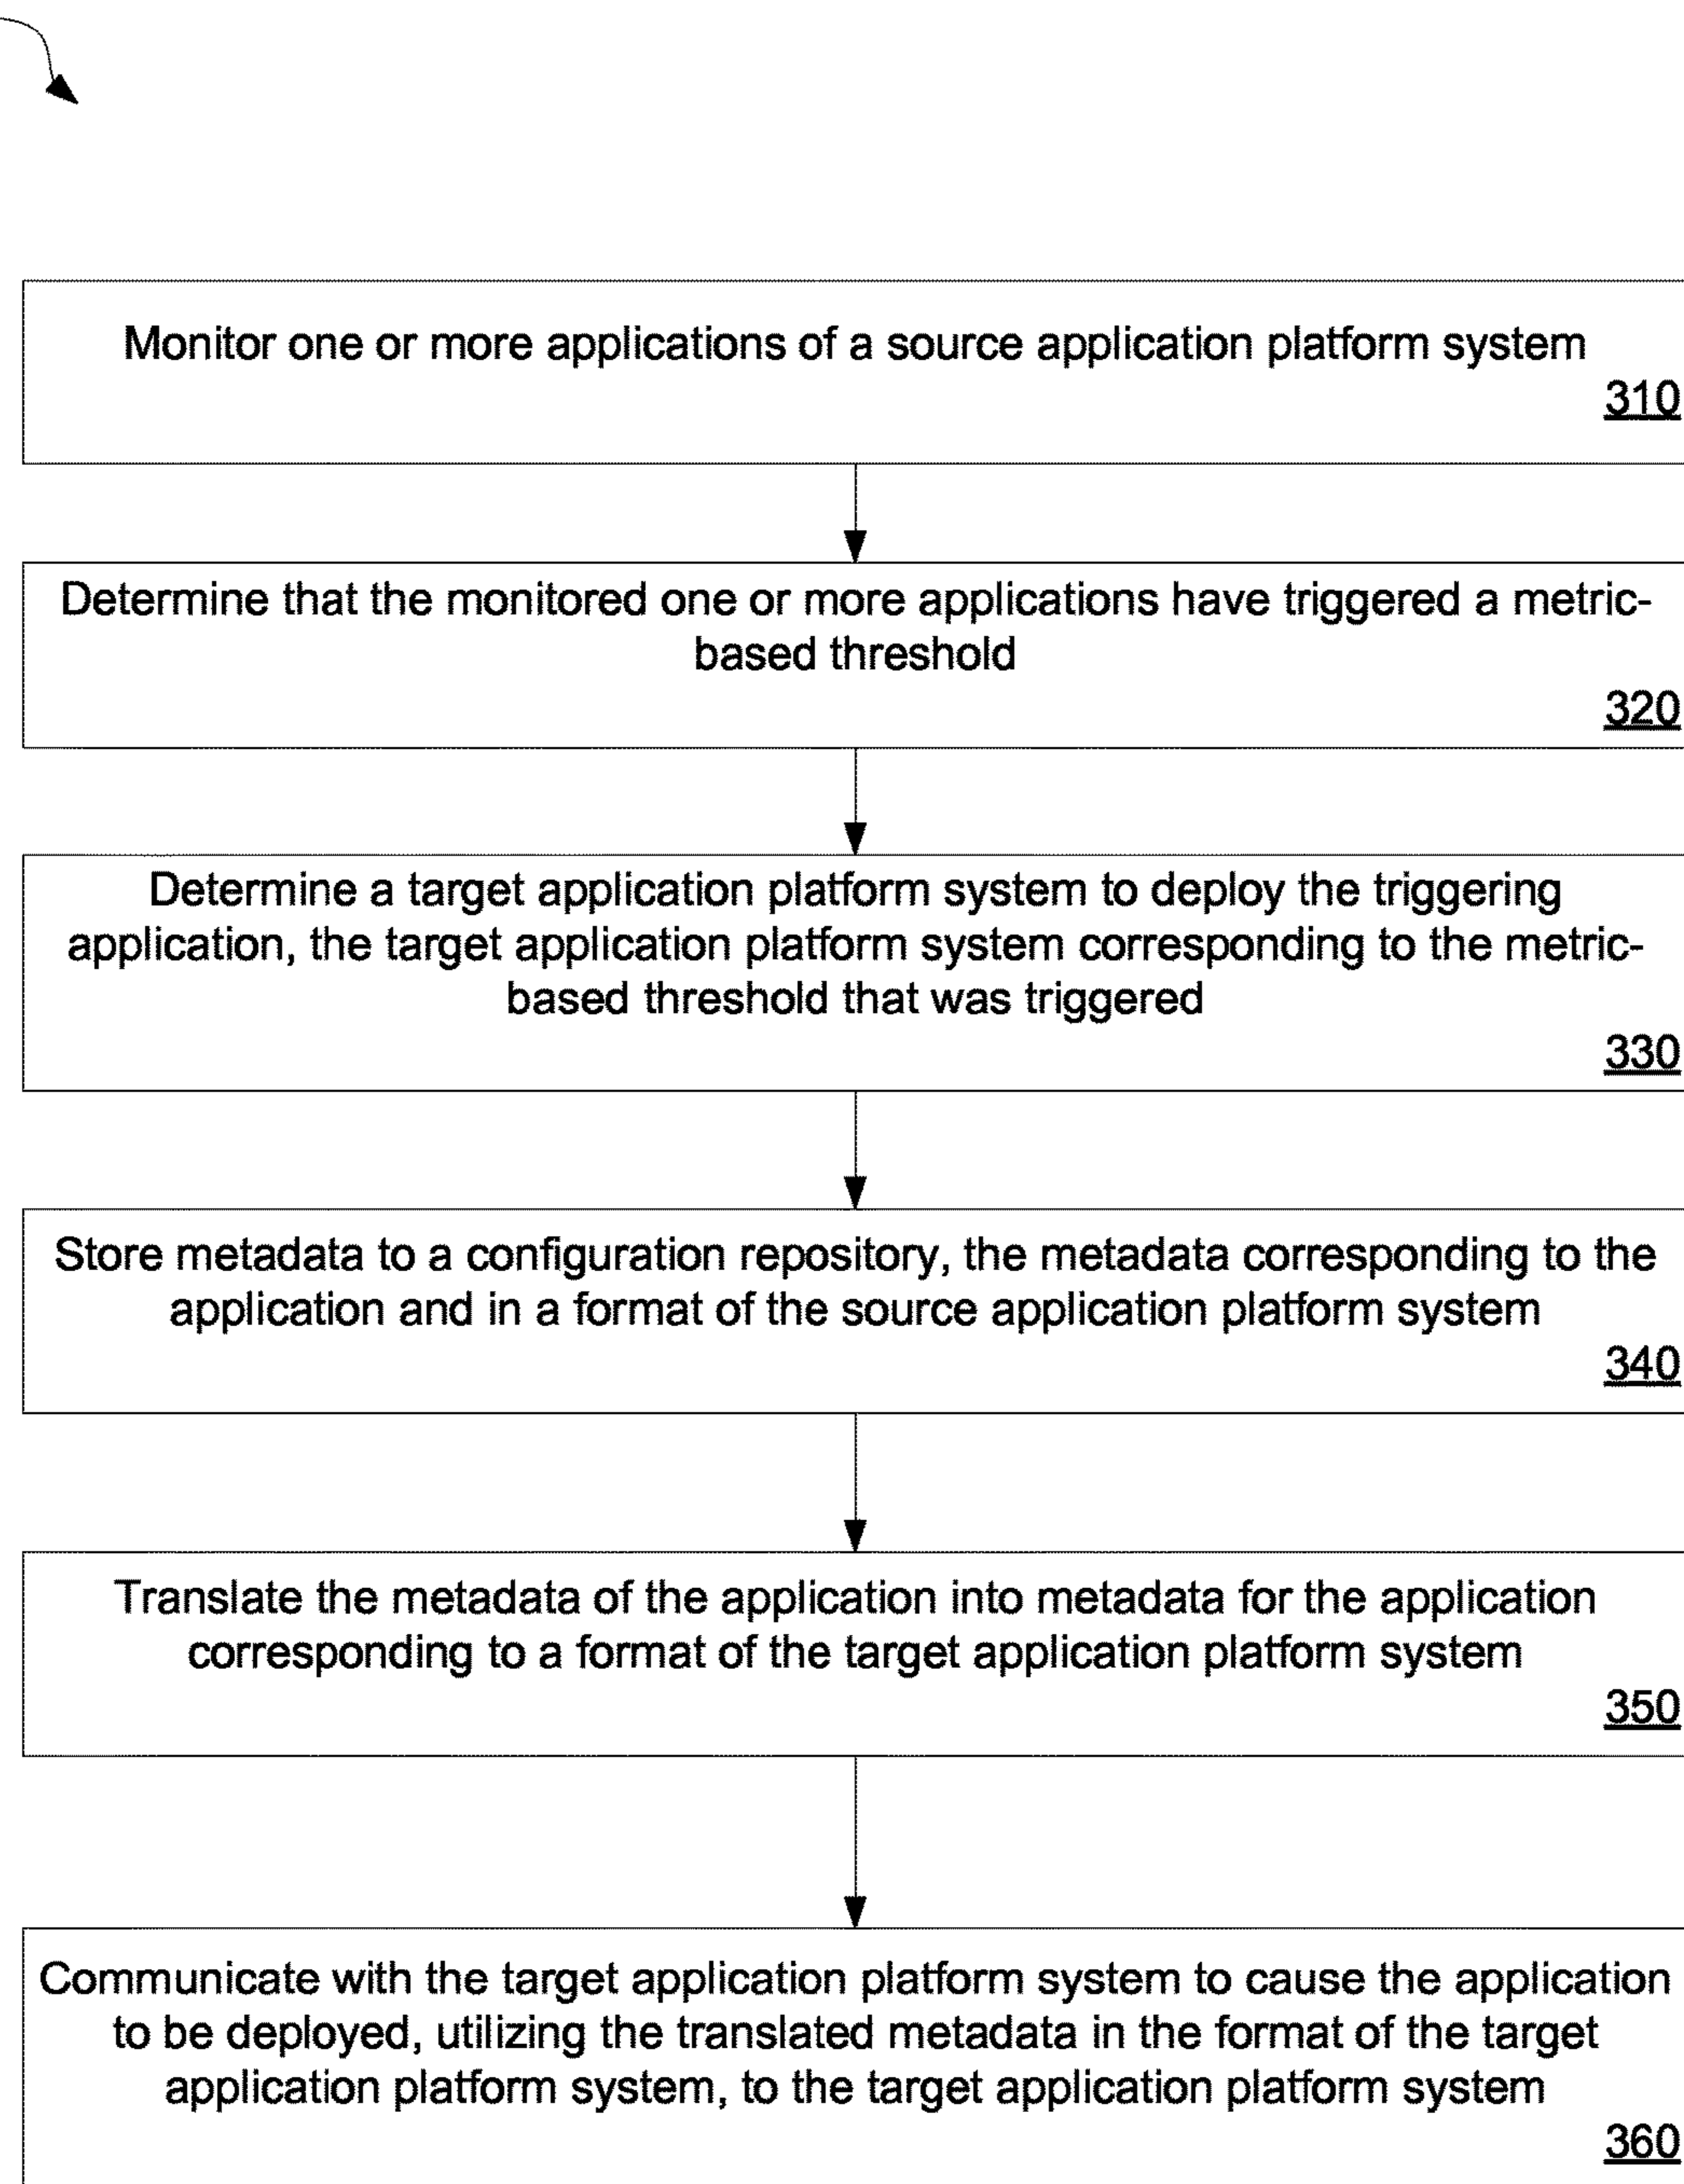 Monitor one or more applications of a source application platform system
310
Determine that the monitored one or more applications have triggered a metric-
based threshold
320
Determine a target application platform system to deploy the triggering
application, the target application platform system corresponding to the metric-
based threshold that was triggered
330
Store metadata to a configuration repository, the metadata corresponding to the
application and in a format of the source application platform system
340
Translate the metadata of the application into metadata for the application
corresponding to a format of the target application platform system
350
Communicate with the target application platform system to cause the application
to be deployed, utilizing the translated metadata in the format of the target
application platform system, to the target application platform system
360